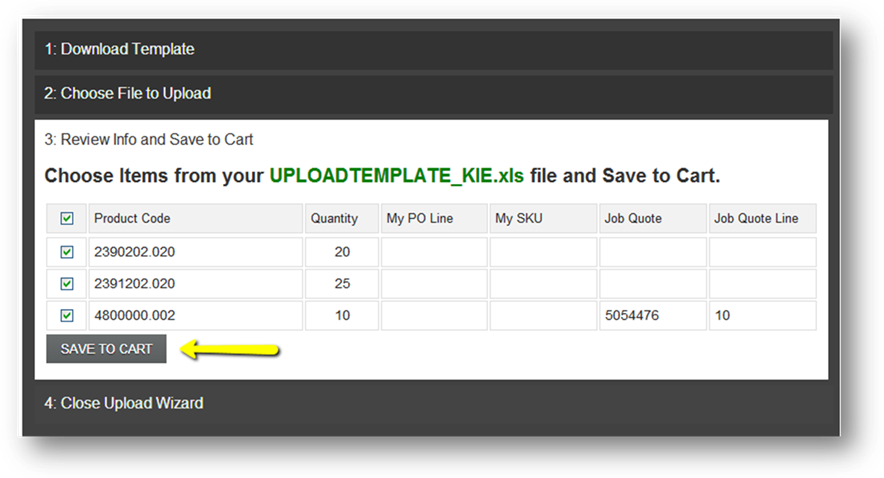 1: Download Template
2: Choose File to Upload
3: Review Info and Save to Cart
Choose Items from your UPLOADTEMPLATE_KIE.xls file and Save to Cart.
Product Code Quantity My PO Line My SKU Job Quote Job Quote Line
2390202.020 20
2391202.020 25
4800000.002 10 5054476 10
SAVE TO CART
4: Close Upload Wizard